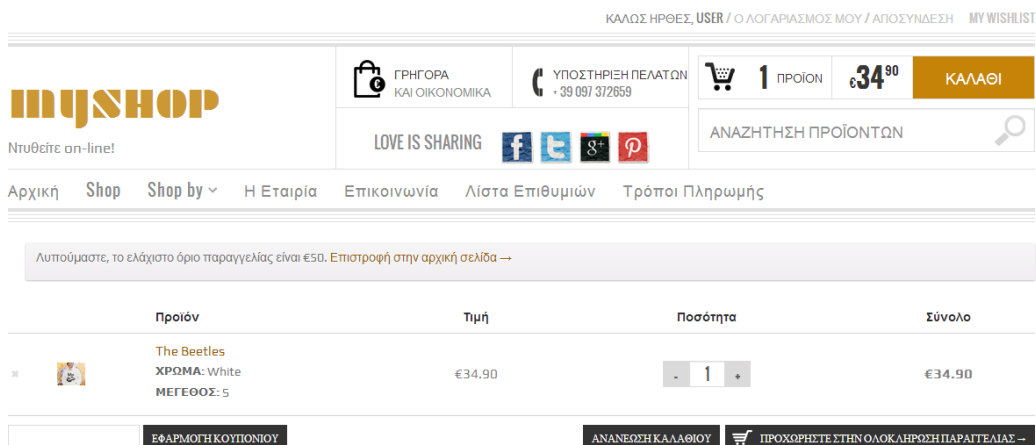 ΚΑΛΩΣ ΗΡΘΕΣ, USER / Ο ΛΟΓΑΡΙΑΣΜΟΣ ΜΟΥ / ΑΠΟΣΥΝΔΕΣΗ MY WISHLIST
myshop
Ντυθείτε on-line!
ΓΡΗΓΟΡΑ
ΚΑΙ ΟΙΚΟΝΟΜΙΚΑ
ΥΠΟΣΤΗΡΙΞΗ ΠΕΛΑΤΩΝ
+ 39 097 372659
1 ΠΡΟΪΟΝ €3490 ΚΑΛΑΘΙ
LOVE IS SHARING
ΑΝΑΖΗΤΗΣΗ ΠΡΟΪΟΝΤΩΝ
Αρχική Shop Shop by Η Εταιρία Επικοινωνία Λίστα Επιθυμιών Τρόποι Πληρωμής
Λυπούμαστε, το ελάχιστο όριο παραγγελίας είναι €50. Επιστροφή στην αρχική σελίδα →
Προϊόν Τιμή Ποσότητα Σύνολο
The Beetles
ΧΡΩΜΑ: White
ΜΕΓΕΘΟΣ: S
€34.90 - 1 + €34.90
ΕΦΑΡΜΟΓΗ ΚΟΥΠΟΝΙΟΥ ΑΝΑΝΕΩΣΗ ΚΑΛΑΘΙΟΥ ΠΡΟΧΩΡΗΣΤΕ ΣΤΗΝ ΟΛΟΚΛΗΡΩΣΗ ΠΑΡΑΓΓΕΛΙΑΣ →